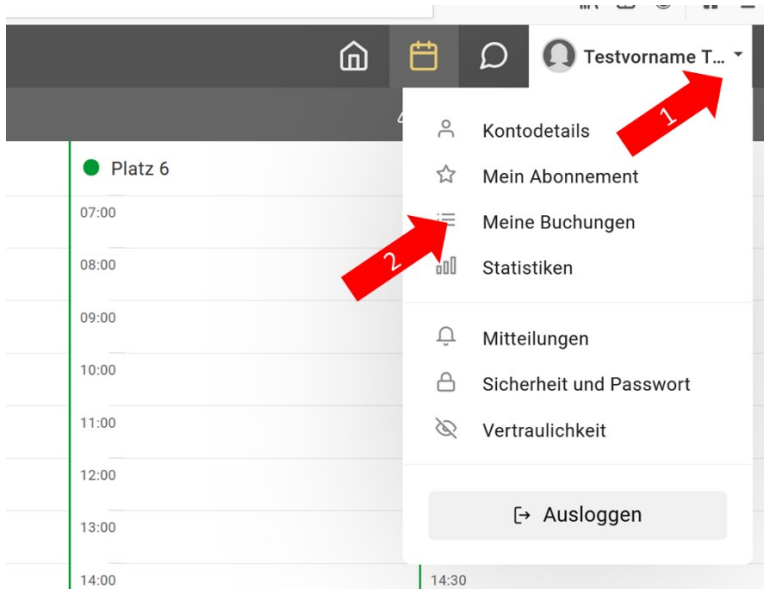 Testvorname T...
1
Kontodetails
Platz 6
Mein Abonnement
07:00
Meine Buchungen
2
08:00
Statistiken
09:00
Mitteilungen
10:00
Sicherheit und Passwort
11:00
Vertraulichkeit
12:00
Ausloggen
13:00
14:00
14:30